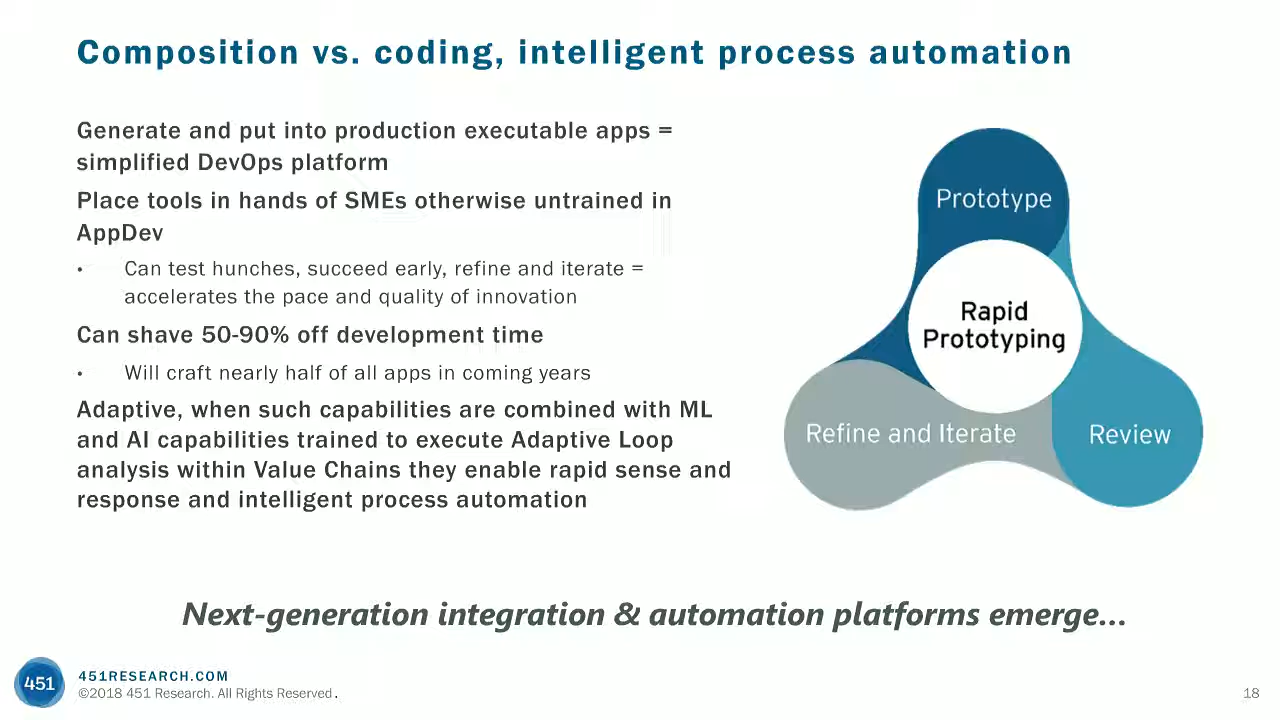 Composition vs. coding, intelligent process automation
Generate and put into production executable apps =
simplified DevOps platform
Place tools in hands of SMEs otherwise untrained in
AppDev
• Can test hunches, succeed early, refine and iterate =
accelerates the pace and quality of innovation
Can shave 50-90% off development time
• Will craft nearly half of all apps in coming years
Adaptive, when such capabilities are combined with ML
and AI capabilities trained to execute Adaptive Loop
analysis within Value Chains they enable rapid sense and
response and intelligent process automation
Prototype
Rapid
Prototyping
Refine and Iterate
Review
Next-generation integration & automation platforms emerge...
451
451RESEARCH.COM
©2018 451 Research. All Rights Reserved.
18